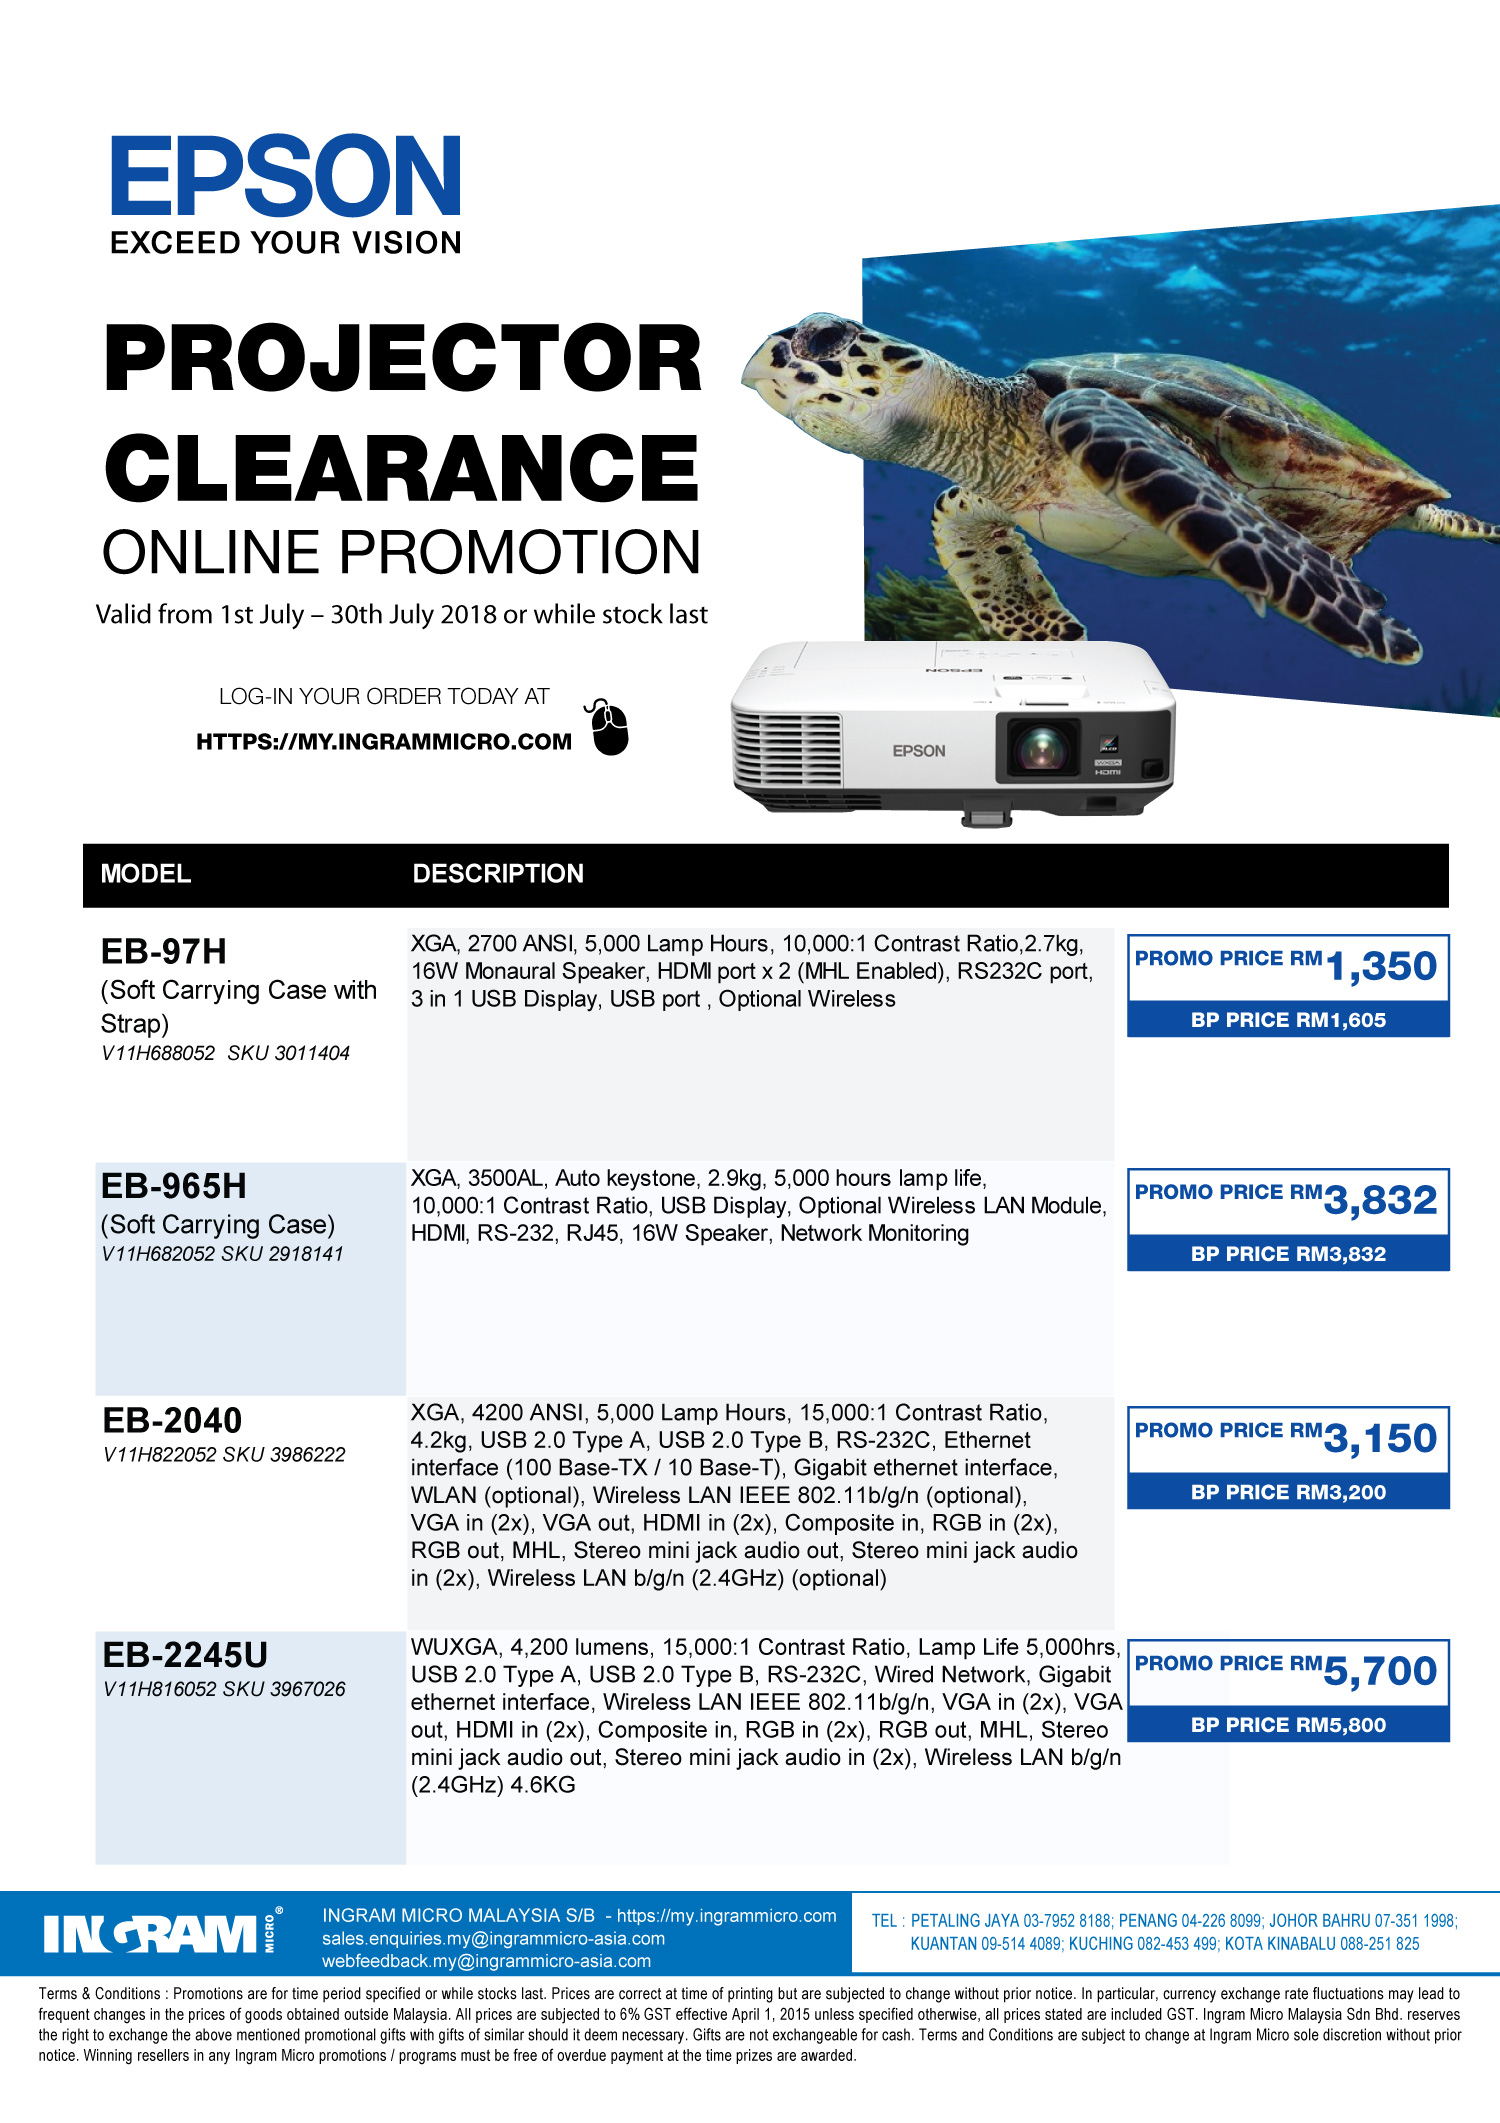 EPSON
EXCEED YOUR VISION
PROJECTOR
CLEARANCE
ONLINE PROMOTION
Valid from 1st July – 30th July 2018 or while stock last
LOG-IN YOUR ORDER TODAY AT
HTTPS://MY.INGRAMMICRO.COM
EPSON
EPSON
WXGA
HDMI
MODEL DESCRIPTION
EB-97H
(Soft Carrying Case with
Strap)
V11H688052 SKU 3011404
XGA, 2700 ANSI, 5,000 Lamp Hours, 10,000:1 Contrast Ratio,2.7kg,
16W Monaural Speaker, HDMI port x 2 (MHL Enabled), RS232C port,
3 in 1 USB Display, USB port , Optional Wireless
PROMO PRICE RM1,350
BP PRICE RM1,605
EB-965H
(Soft Carrying Case)
V11H682052 SKU 2918141
XGA, 3500AL, Auto keystone, 2.9kg, 5,000 hours lamp life,
10,000:1 Contrast Ratio, USB Display, Optional Wireless LAN Module,
HDMI, RS-232, RJ45, 16W Speaker, Network Monitoring
PROMO PRICE RM3,832
BP PRICE RM3,832
EB-2040
V11H822052 SKU 3986222
XGA, 4200 ANSI, 5,000 Lamp Hours, 15,000:1 Contrast Ratio,
4.2kg, USB 2.0 Type A, USB 2.0 Type B, RS-232C, Ethernet
interface (100 Base-TX / 10 Base-T), Gigabit ethernet interface,
WLAN (optional), Wireless LAN IEEE 802.11b/g/n (optional),
VGA in (2x), VGA out, HDMI in (2x), Composite in, RGB in (2x),
RGB out, MHL, Stereo mini jack audio out, Stereo mini jack audio
in (2x), Wireless LAN b/g/n (2.4GHz) (optional)
PROMO PRICE RM3,150
BP PRICE RM3,200
EB-2245U
V11H816052 SKU 3967026
WUXGA, 4,200 lumens, 15,000:1 Contrast Ratio, Lamp Life 5,000hrs,
USB 2.0 Type A, USB 2.0 Type B, RS-232C, Wired Network, Gigabit
ethernet interface, Wireless LAN IEEE 802.11b/g/n, VGA in (2x), VGA
out, HDMI in (2x), Composite in, RGB in (2x), RGB out, MHL, Stereo
mini jack audio out, Stereo mini jack audio in (2x), Wireless LAN b/g/n
(2.4GHz) 4.6KG
PROMO PRICE RM5,700
BP PRICE RM5,800
INGRAM MICRO®
INGRAM MICRO MALAYSIA S/B - https://my.ingrammicro.com
sales.enquiries.my@ingrammicro-asia.com
webfeedback.my@ingrammicro-asia.com
TEL : PETALING JAYA 03-7952 8188; PENANG 04-226 8099; JOHOR BAHRU 07-351 1998;
KUANTAN 09-514 4089; KUCHING 082-453 499; KOTA KINABALU 088-251 825
Terms & Conditions : Promotions are for time period specified or while stocks last. Prices are correct at time of printing but are subjected to change without prior notice. In particular, currency exchange rate fluctuations may lead to
frequent changes in the prices of goods obtained outside Malaysia. All prices are subjected to 6% GST effective April 1, 2015 unless specified otherwise, all prices stated are included GST. Ingram Micro Malaysia Sdn Bhd. reserves
the right to exchange the above mentioned promotional gifts with gifts of similar should it deem necessary. Gifts are not exchangeable for cash. Terms and Conditions are subject to change at Ingram Micro sole discretion without prior
notice. Winning resellers in any Ingram Micro promotions / programs must be free of overdue payment at the time prizes are awarded.